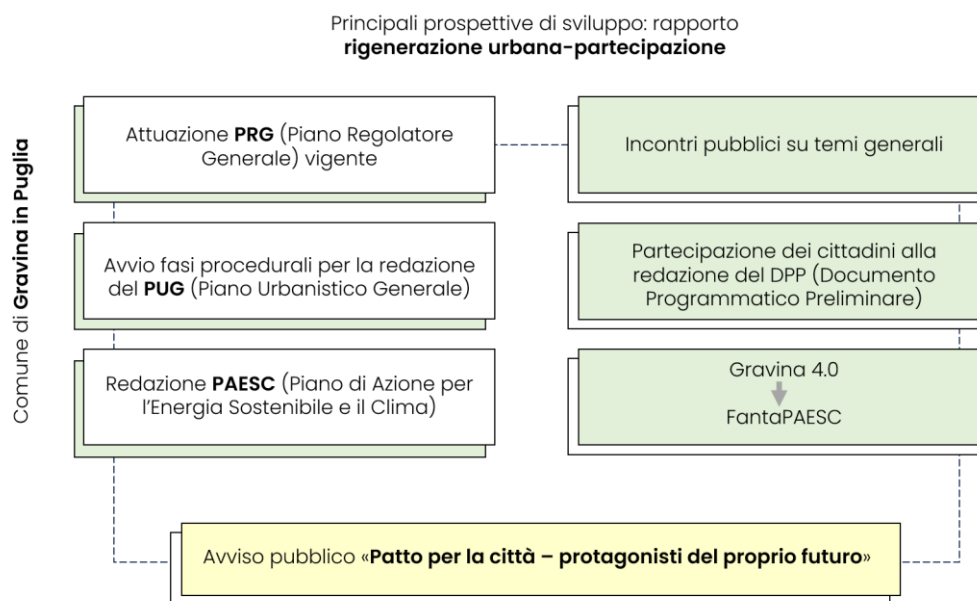 Principali prospettive di sviluppo: rapporto
rigenerazione urbana-partecipazione
Comune di Gravina in Puglia
Attuazione PRG (Piano Regolatore
Generale) vigente
Incontri pubblici su temi generali
Avvio fasi procedurali per la redazione
del PUG (Piano Urbanistico Generale)
Partecipazione dei cittadini alla
redazione del DPP (Documento
Programmatico Preliminare)
Redazione PAESC (Piano di Azione per
l’Energia Sostenibile e il Clima)
Gravina 4.0
FantaPAESC
Avviso pubblico «Patto per la città – protagonisti del proprio futuro»